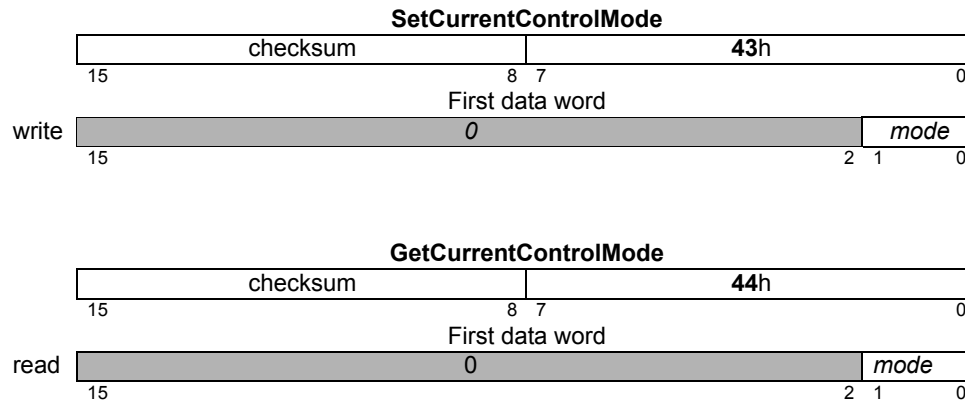 SetCurrentControlMode
checksum 43h
15 8 7 0
First data word
write 0 mode
15 2 1 0
GetCurrentControlMode
checksum 44h
15 8 7 0
First data word
read 0 mode
15 2 1 0